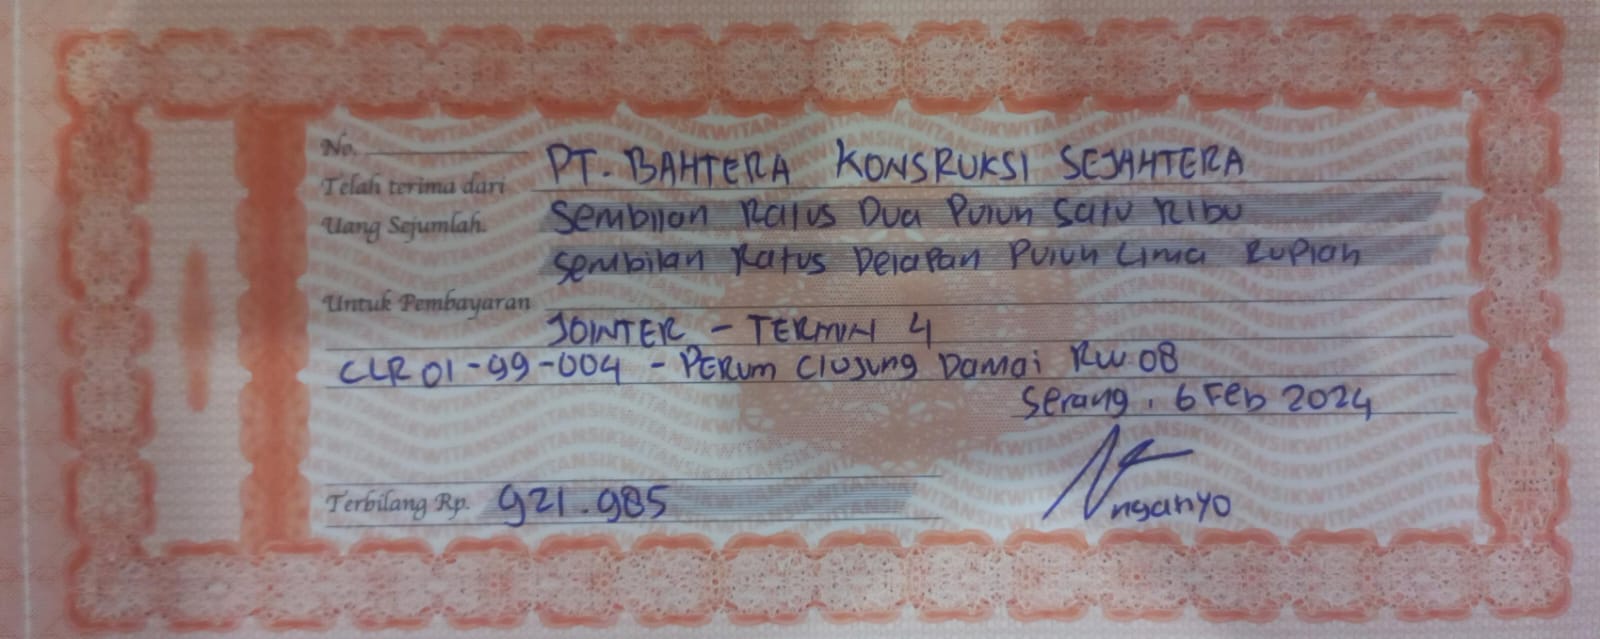 No.
Telah terima dari PT. BAHTERA KONSRUKSI SEJAHTERA
Uang Sejumlah. Sembilan Ratus Dua Puluh Satu Ribu
Sembilan Ratus Delapan Puluh Lima Rupiah
Untuk Pembayaran
JOINTER - TERMIN 4
CLR 01-99-004 - PERUM Ciujung Damai RW 08
Serang, 6 Feb 2024
Terbilang Rp. 921.985
nganyo